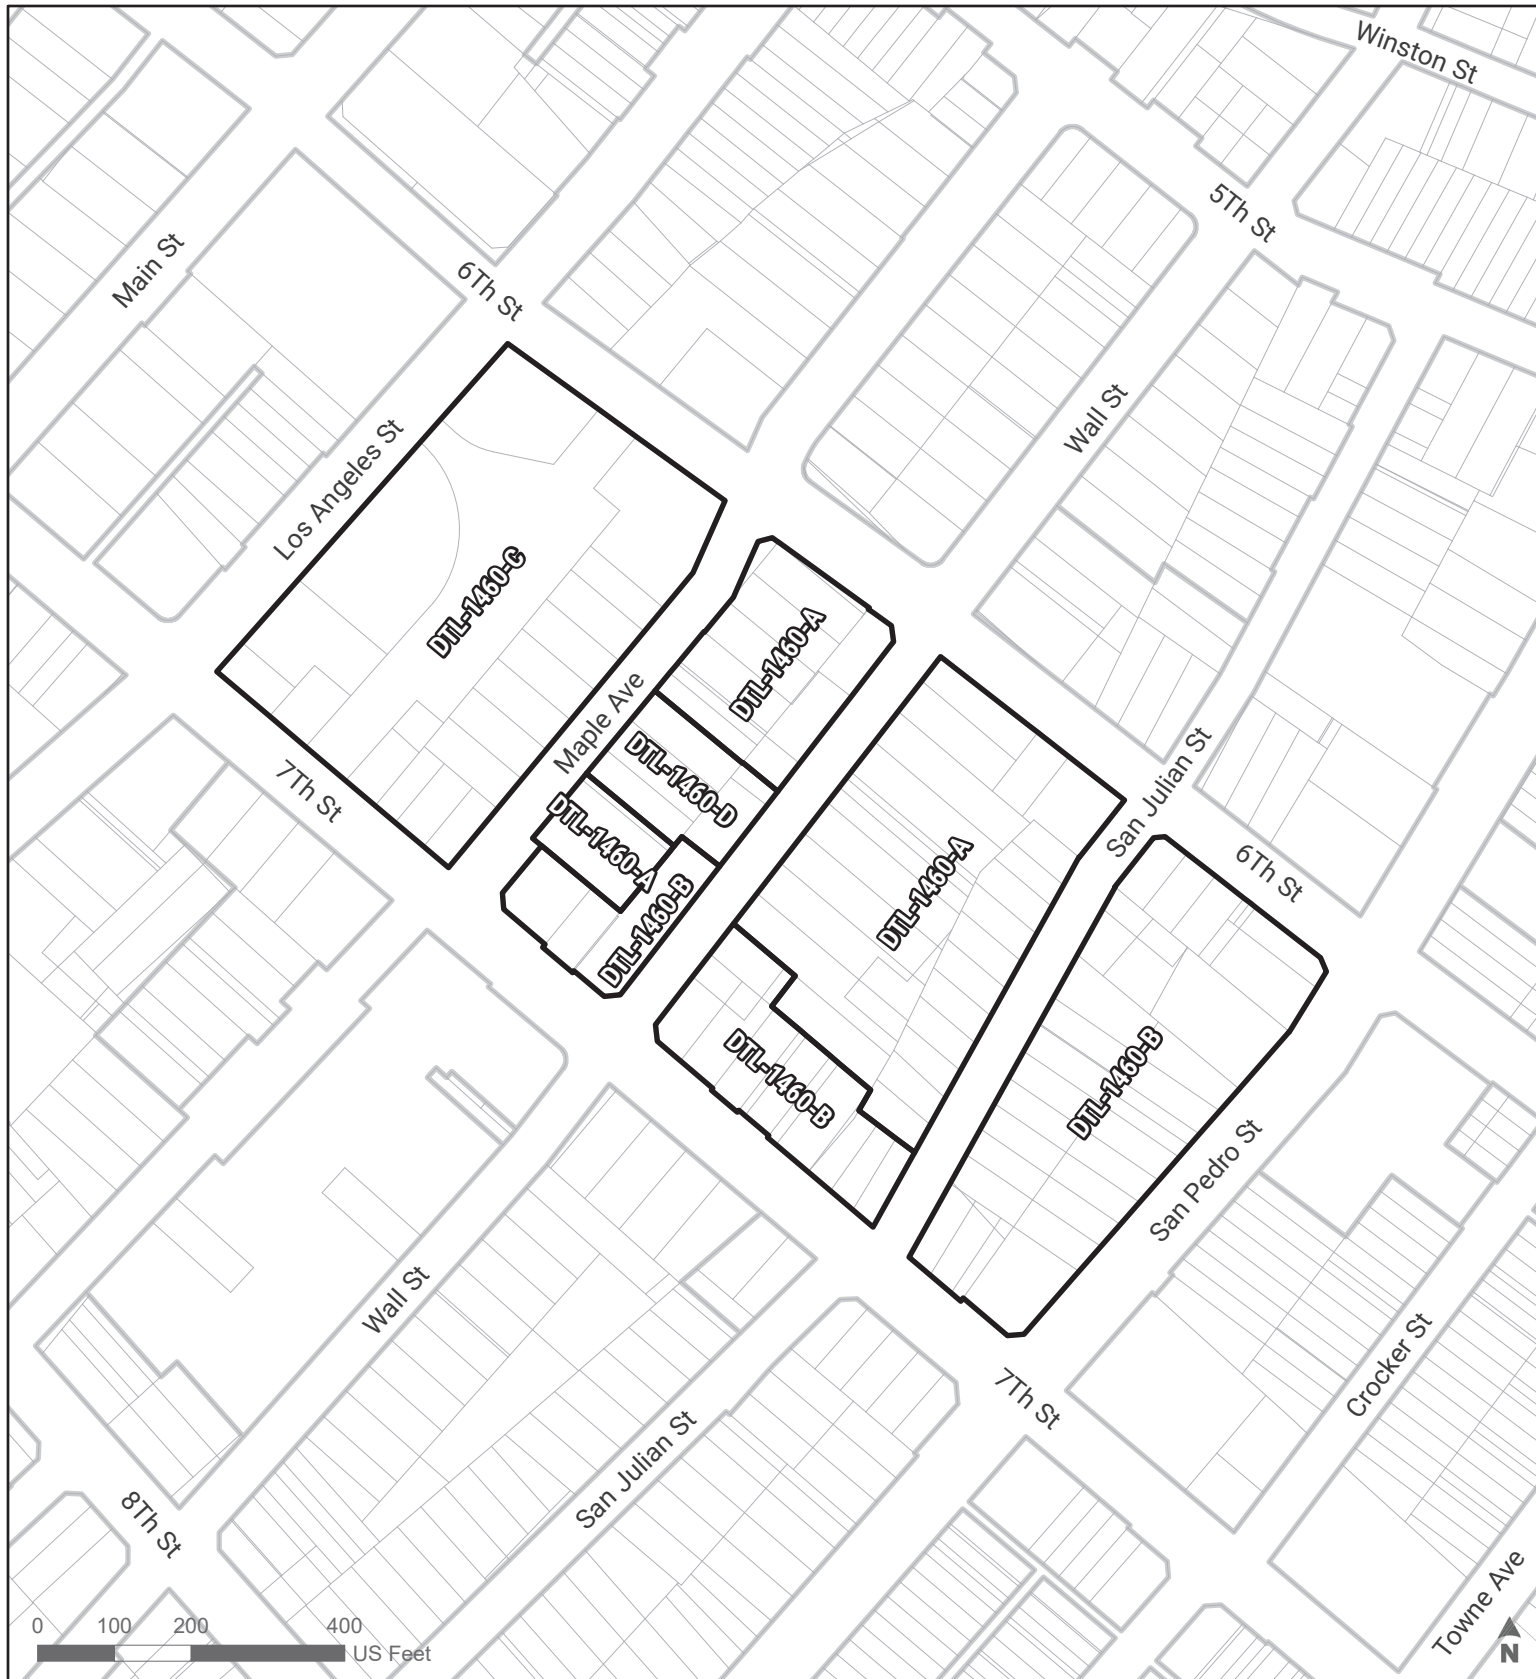 Winston St
5Th St
Main St
6Th St
Los Angeles St
Wall St
DTL-1460-C
DTL-1460-A
Maple Ave
DTL-1460-D
7Th St
DTL-1460-A
DTL-1460-A
San Julian St
6Th St
DTL-1460-B
DTL-1460-B
DTL-1460-B
San Pedro St
Wall St
Crocker St
7Th St
San Julian St
8Th St
Towne Ave
0 100 200 400
US Feet
N